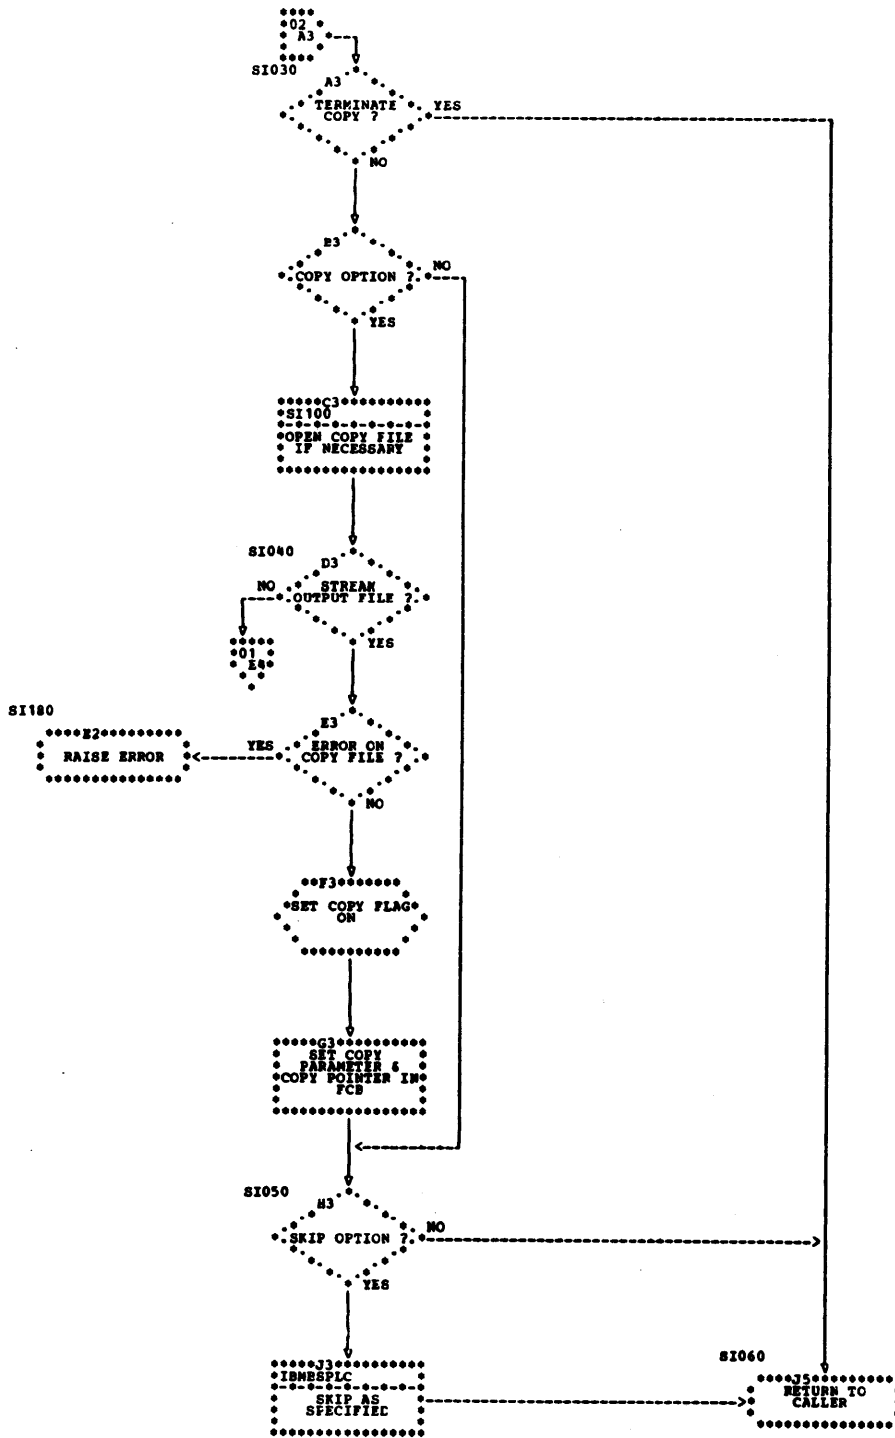 02
A3
SI030
A3
TERMINATE
COPY ?
YES
NO
B3
COPY OPTION ?
NO
YES
C3
SI100
OPEN COPY FILE
IF NECESSARY
SI040
D3
STREAM
OUTPUT FILE ?
NO
YES
01
E4
SI180
E2
RAISE ERROR
E3
ERROR ON
COPY FILE ?
YES
NO
F3
SET COPY FLAG
ON
G3
SET COPY
PARAMETER &
COPY POINTER IN
FCB
SI050
H3
SKIP OPTION ?
NO
YES
J3
IBMBSPLC
SKIP AS
SPECIFIED
SI060
J5
RETURN TO
CALLER